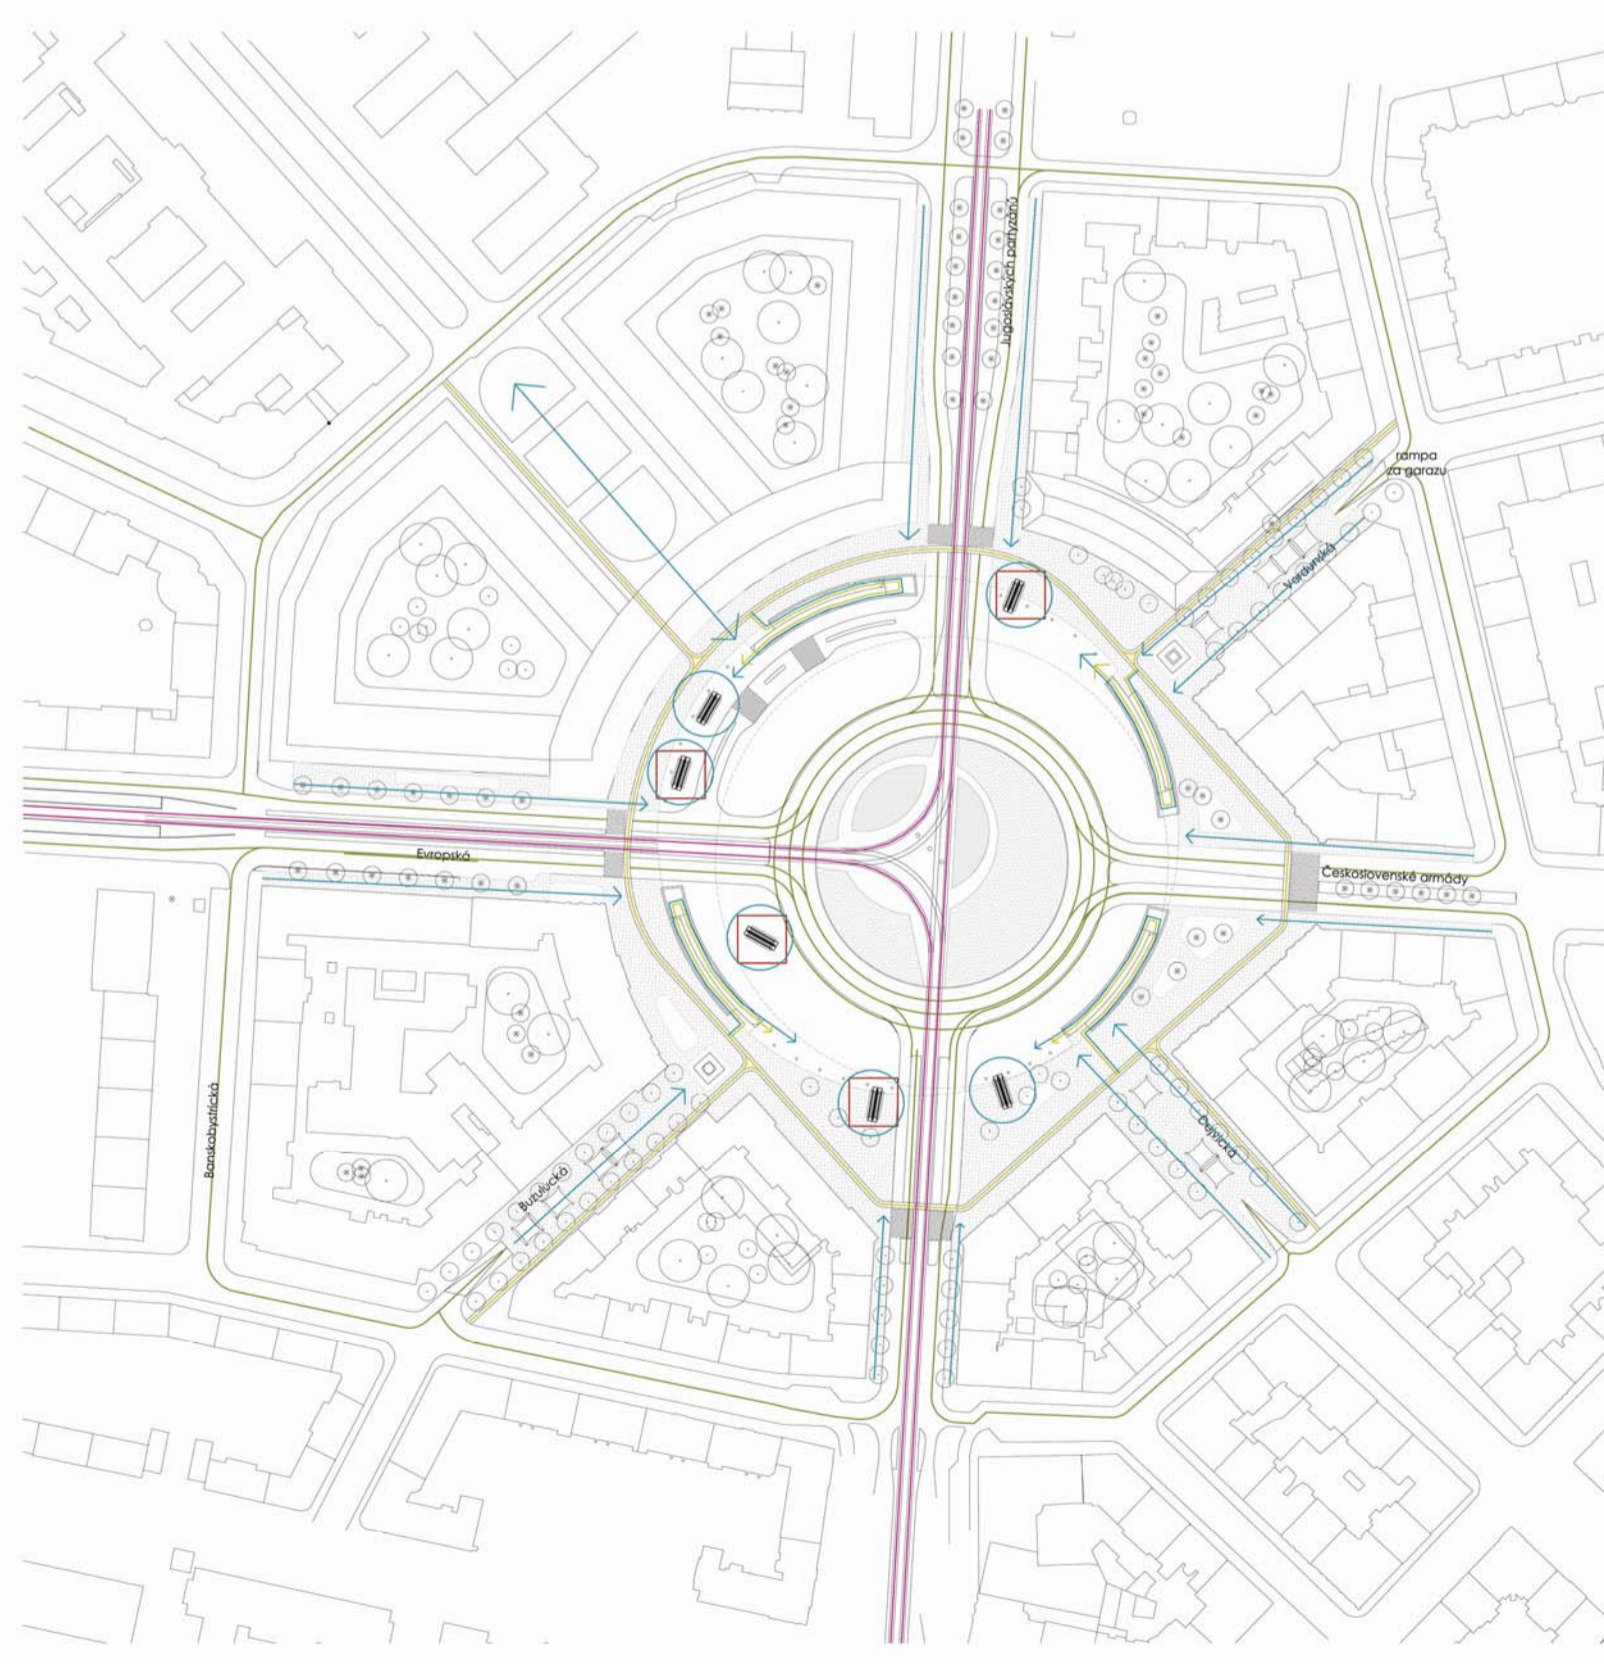 Jugoslávských partyzánů
rampa
za garazu
Verdunská
Evropská
Československé armády
Banskobystrická
Buzulucká
Dejvická